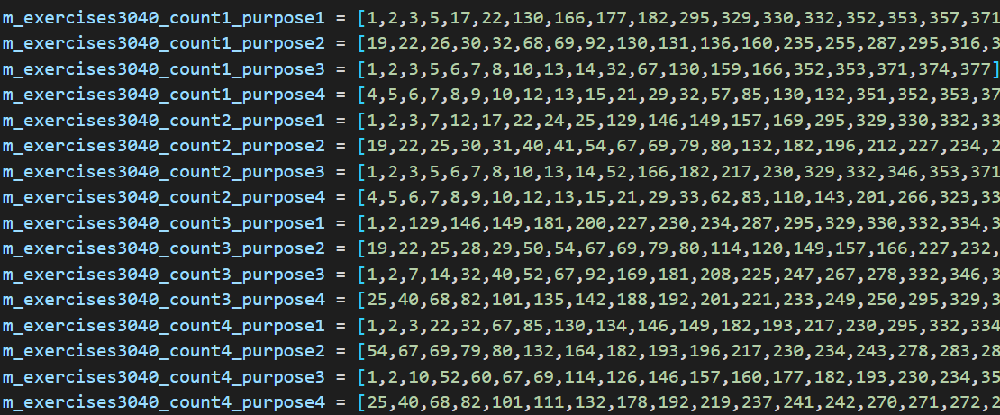 m_exercises3040_count1_purpose1 = [1,2,3,5,17,22,130,166,177,182,295,329,330,332,352,353,357,371
m_exercises3040_count1_purpose2 = [19,22,26,30,32,68,69,92,130,131,136,160,235,255,287,295,316,3
m_exercises3040_count1_purpose3 = [1,2,3,5,6,7,8,10,13,14,32,67,130,159,166,352,353,371,374,377]
m_exercises3040_count1_purpose4 = [4,5,6,7,8,9,10,12,13,15,21,29,32,57,85,130,132,351,352,353,37
m_exercises3040_count2_purpose1 = [1,2,3,7,12,17,22,24,25,129,146,149,157,169,295,329,330,332,33
m_exercises3040_count2_purpose2 = [19,22,25,30,31,40,41,54,67,69,79,80,132,182,196,212,227,234,2
m_exercises3040_count2_purpose3 = [1,2,3,5,6,7,8,10,13,14,52,166,182,217,230,329,332,346,353,371
m_exercises3040_count2_purpose4 = [4,5,6,7,8,9,10,12,13,15,21,29,33,62,83,110,143,201,266,323,33
m_exercises3040_count3_purpose1 = [1,2,129,146,149,181,200,227,230,234,287,295,329,330,332,334,3
m_exercises3040_count3_purpose2 = [19,22,25,28,29,50,54,67,69,79,80,114,120,149,157,166,227,232,
m_exercises3040_count3_purpose3 = [1,2,7,14,32,40,52,67,92,169,181,208,225,247,267,278,332,346,3
m_exercises3040_count3_purpose4 = [25,40,68,82,101,135,142,188,192,201,221,233,249,250,295,329,3
m_exercises3040_count4_purpose1 = [1,2,3,22,32,67,85,130,134,146,149,182,193,217,230,295,332,334
m_exercises3040_count4_purpose2 = [54,67,69,79,80,132,164,182,193,196,217,230,234,243,278,283,28
m_exercises3040_count4_purpose3 = [1,2,10,52,60,67,69,114,126,146,157,160,177,182,193,230,234,35
m_exercises3040_count4_purpose4 = [25,40,68,82,101,111,132,178,192,219,237,241,242,270,271,272,2